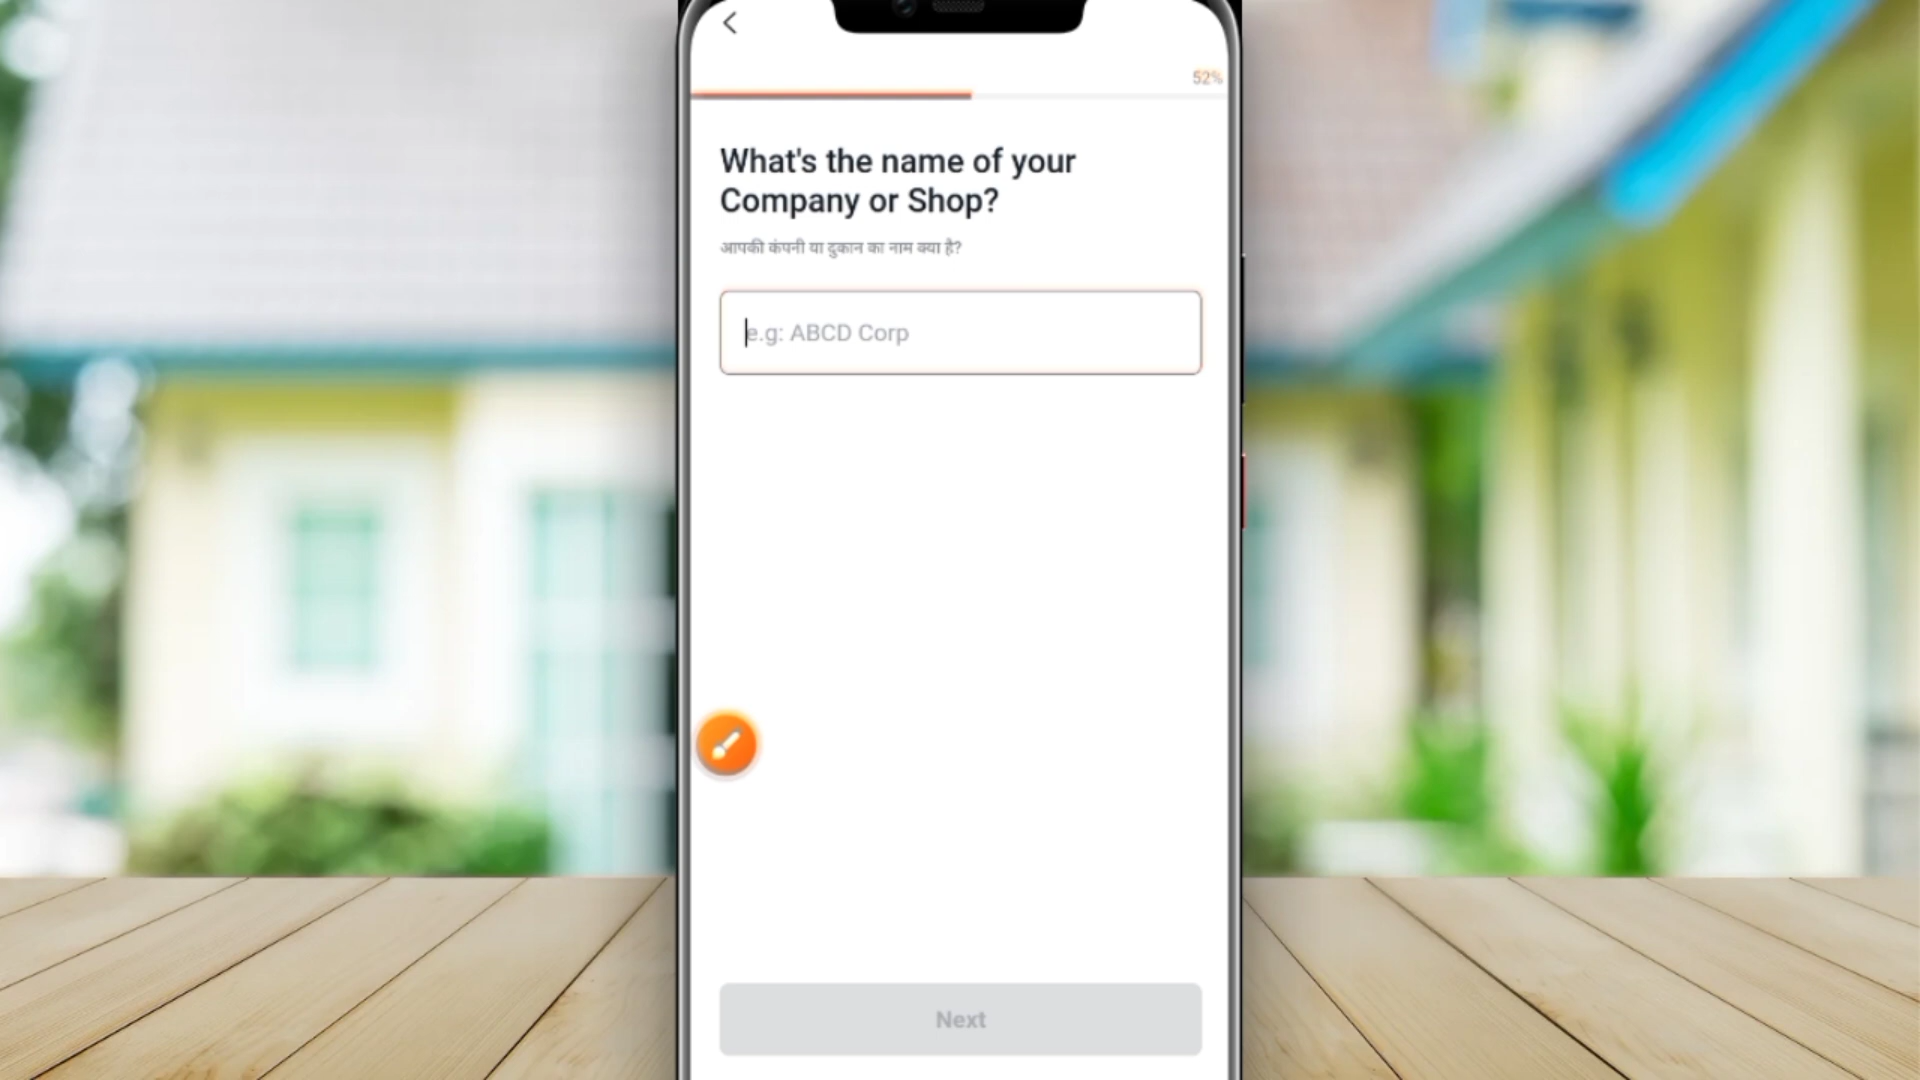 52%
What's the name of your
Company or Shop?
आपकी कंपनी या दुकान का नाम क्या है?
e.g: ABCD Corp
Next